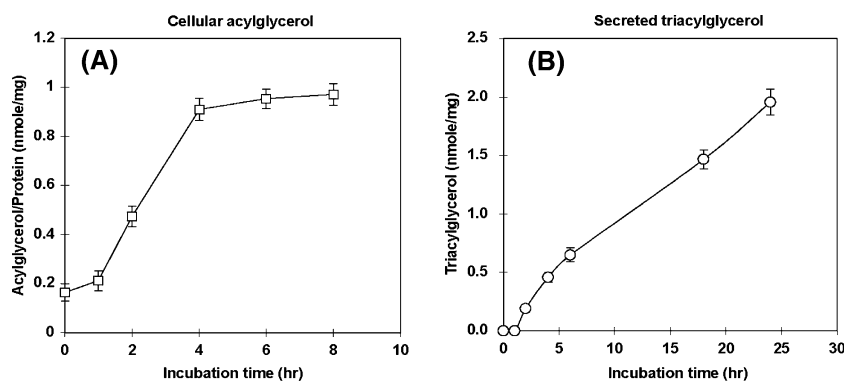 Cellular acylglycerol
(A)
Acylglycerol/Protein (nmole/mg)
1.2
1
0.8
0.6
0.4
0.2
0
0 2 4 6 8 10
Incubation time (hr)
Secreted triacylglycerol
(B)
Triacylglycerol (nmole/mg)
2.5
2.0
1.5
1.0
0.5
0.0
0 5 10 15 20 25 30
Incubation time (hr)